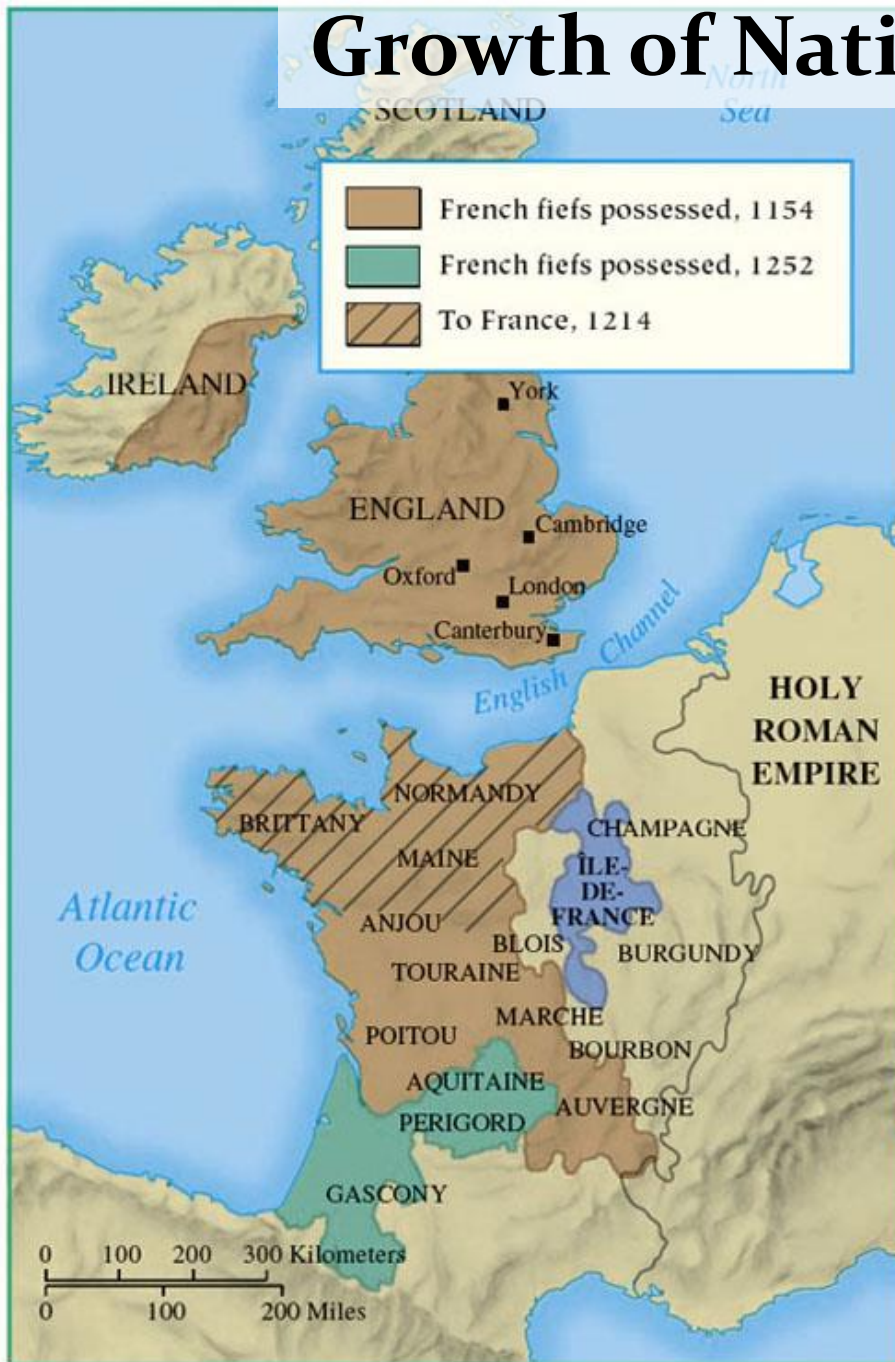 Growth of Nati
North
Sea
SCOTLAND
French fiefs possessed, 1154
French fiefs possessed, 1252
To France, 1214
IRELAND
York
ENGLAND
Cambridge
Oxford
London
Canterbury
English Channel
HOLY
ROMAN
EMPIRE
NORMANDY
BRITTANY
CHAMPAGNE
MAINE
ÎLE-
DE-
FRANCE
Atlantic
Ocean
ANJOU
BLOIS
BURGUNDY
TOURAINE
MARCHE
POITOU
BOURBON
AQUITAINE
AUVERGNE
PERIGORD
GASCONY
0 100 200 300 Kilometers
0 100 200 Miles